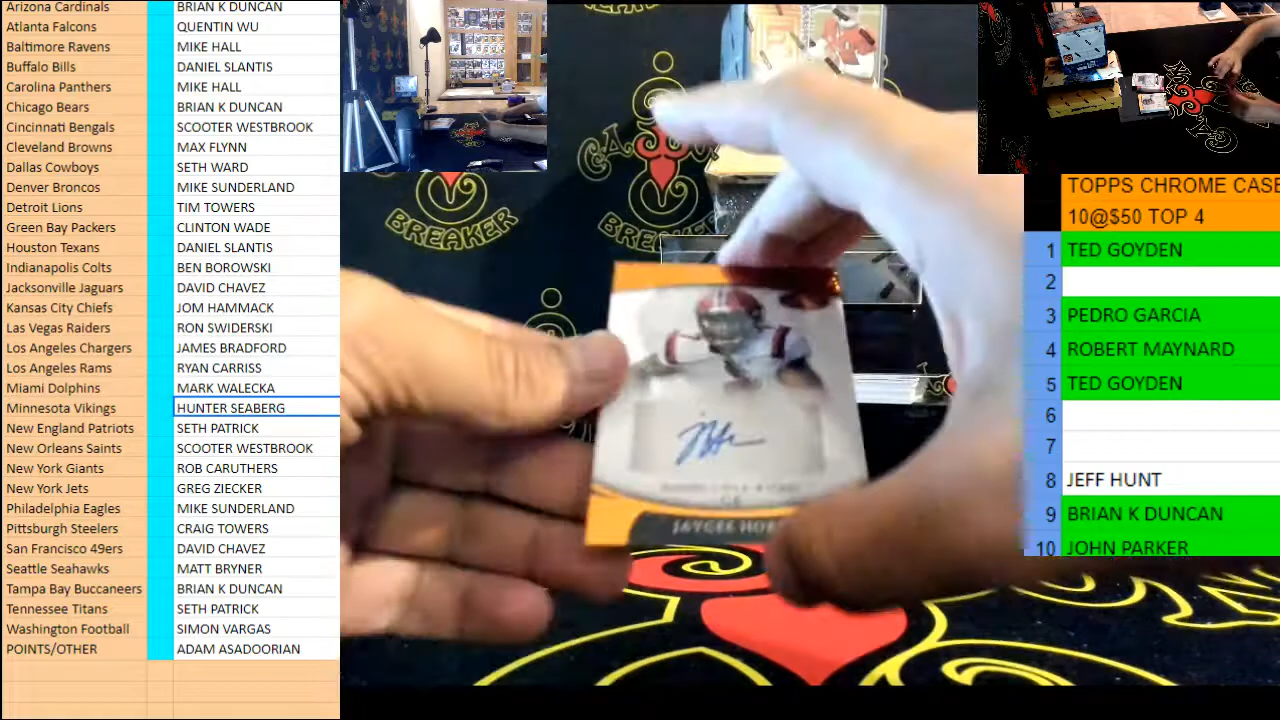 Arizona Cardinals BRIAN K DUNCAN
Atlanta Falcons QUENTIN WU
Baltimore Ravens MIKE HALL
Buffalo Bills DANIEL SLANTIS
Carolina Panthers MIKE HALL
Chicago Bears BRIAN K DUNCAN
Cincinnati Bengals SCOOTER WESTBROOK
Cleveland Browns MAX FLYNN
Dallas Cowboys SETH WARD
Denver Broncos MIKE SUNDERLAND
Detroit Lions TIM TOWERS
Green Bay Packers CLINTON WADE
Houston Texans DANIEL SLANTIS
Indianapolis Colts BEN BOROWSKI
Jacksonville Jaguars DAVID CHAVEZ
Kansas City Chiefs JOM HAMMACK
Las Vegas Raiders RON SWIDERSKI
Los Angeles Chargers JAMES BRADFORD
Los Angeles Rams RYAN CARRISS
Miami Dolphins MARK WALECKA
Minnesota Vikings HUNTER SEABERG
New England Patriots SETH PATRICK
New Orleans Saints SCOOTER WESTBROOK
New York Giants ROB CARUTHERS
New York Jets GREG ZIECKER
Philadelphia Eagles MIKE SUNDERLAND
Pittsburgh Steelers CRAIG TOWERS
San Francisco 49ers DAVID CHAVEZ
Seattle Seahawks MATT BRYNER
Tampa Bay Buccaneers BRIAN K DUNCAN
Tennessee Titans SETH PATRICK
Washington Football SIMON VARGAS
POINTS/OTHER ADAM ASADOORIAN
BREAKER
BREAKER
JAYCEE HOR
TOPPS CHROME CASE
10@$50 TOP 4
1 TED GOYDEN
2
3 PEDRO GARCIA
4 ROBERT MAYNARD
5 TED GOYDEN
6
7
8 JEFF HUNT
9 BRIAN K DUNCAN
10 JOHN PARKER